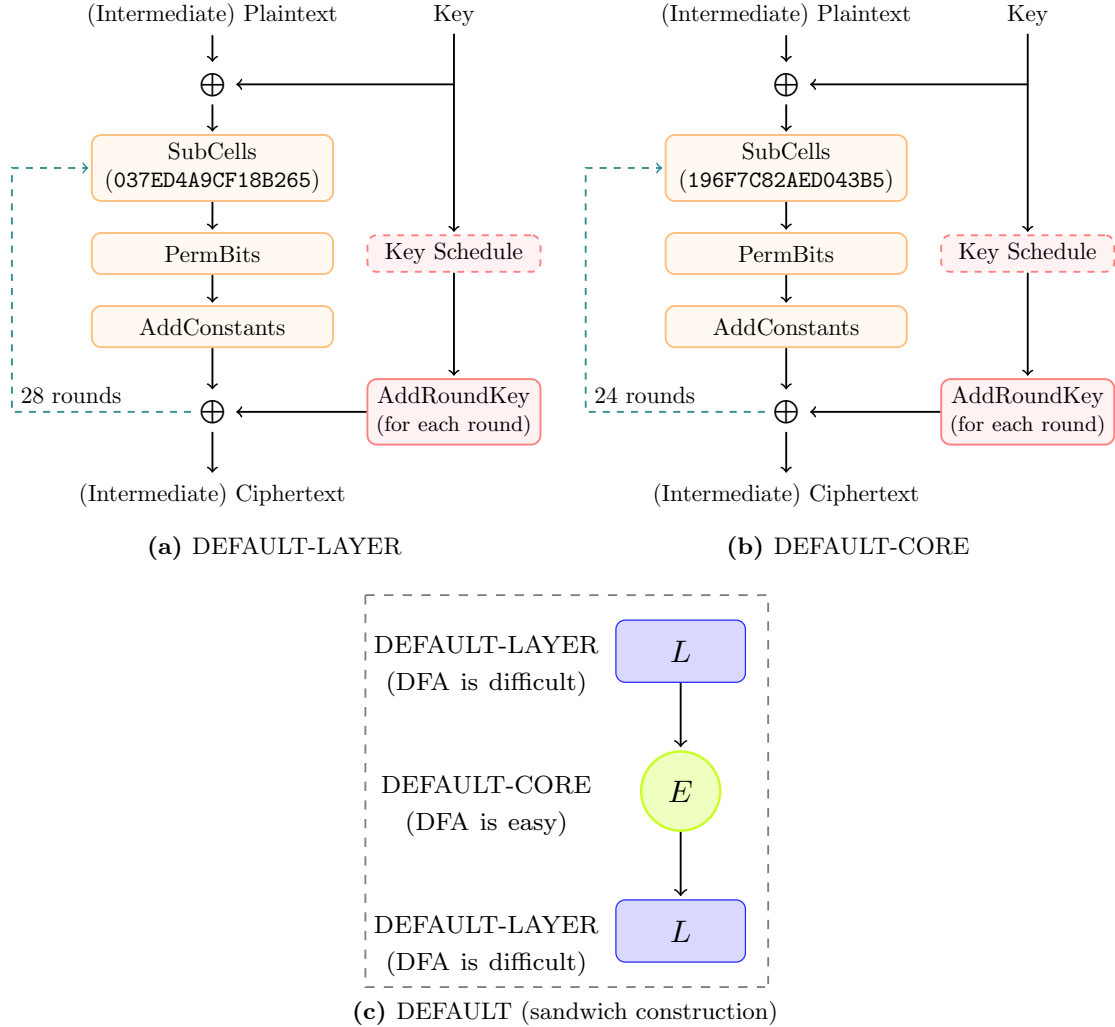 (Intermediate) Plaintext
Key
SubCells
(037ED4A9CF18B265)
PermBits
Key Schedule
AddConstants
28 rounds
AddRoundKey
(for each round)
(Intermediate) Ciphertext
(a) DEFAULT-LAYER
(Intermediate) Plaintext
Key
SubCells
(196F7C82AED043B5)
PermBits
Key Schedule
AddConstants
24 rounds
AddRoundKey
(for each round)
(Intermediate) Ciphertext
(b) DEFAULT-CORE
DEFAULT-LAYER
(DFA is difficult)
L
DEFAULT-CORE
(DFA is easy)
E
DEFAULT-LAYER
(DFA is difficult)
L
(c) DEFAULT (sandwich construction)